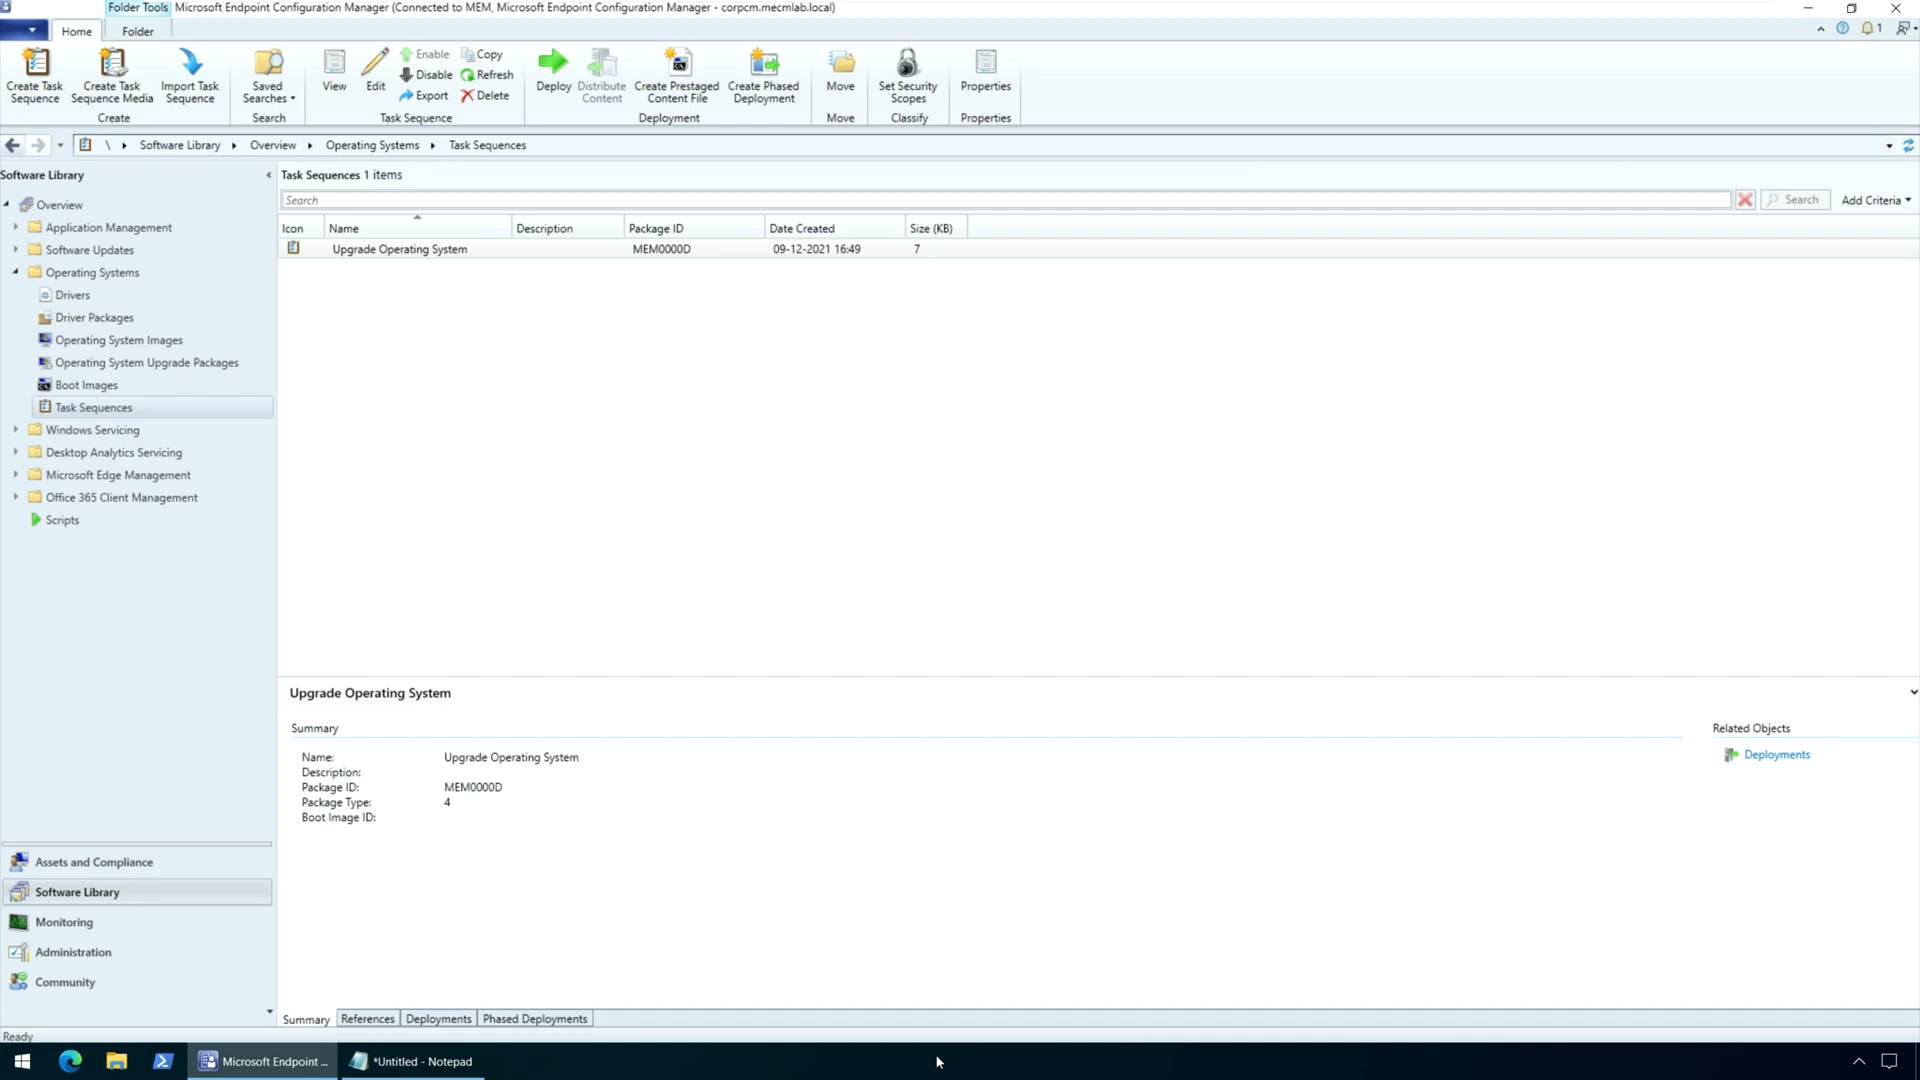 Folder Tools Microsoft Endpoint Configuration Manager (Connected to MEM, Microsoft Endpoint Configuration Manager - corpcm.mecmlab.local)
Home Folder 1
Create Task Sequence
Create Task Sequence Media
Import Task Sequence
Saved Searches
View
Edit
Enable
Disable
Export
Copy
Refresh
Delete
Deploy
Distribute Content
Create Prestaged Content File
Create Phased Deployment
Move
Set Security Scopes
Properties
Create Search Task Sequence Deployment Move Classify Properties
\ Software Library Overview Operating Systems Task Sequences
Software Library
Overview
Application Management
Software Updates
Operating Systems
Drivers
Driver Packages
Operating System Images
Operating System Upgrade Packages
Boot Images
Task Sequences
Windows Servicing
Desktop Analytics Servicing
Microsoft Edge Management
Office 365 Client Management
Scripts
Assets and Compliance
Software Library
Monitoring
Administration
Community
Task Sequences 1 items
Search Search Add Criteria
Icon Name Description Package ID Date Created Size (KB)
Upgrade Operating System MEM0000D 09-12-2021 16:49 7
Upgrade Operating System
Summary
Name: Upgrade Operating System
Description:
Package ID: MEM0000D
Package Type: 4
Boot Image ID:
Related Objects
Deployments
Summary References Deployments Phased Deployments
Ready
Microsoft Endpoint ... *Untitled - Notepad